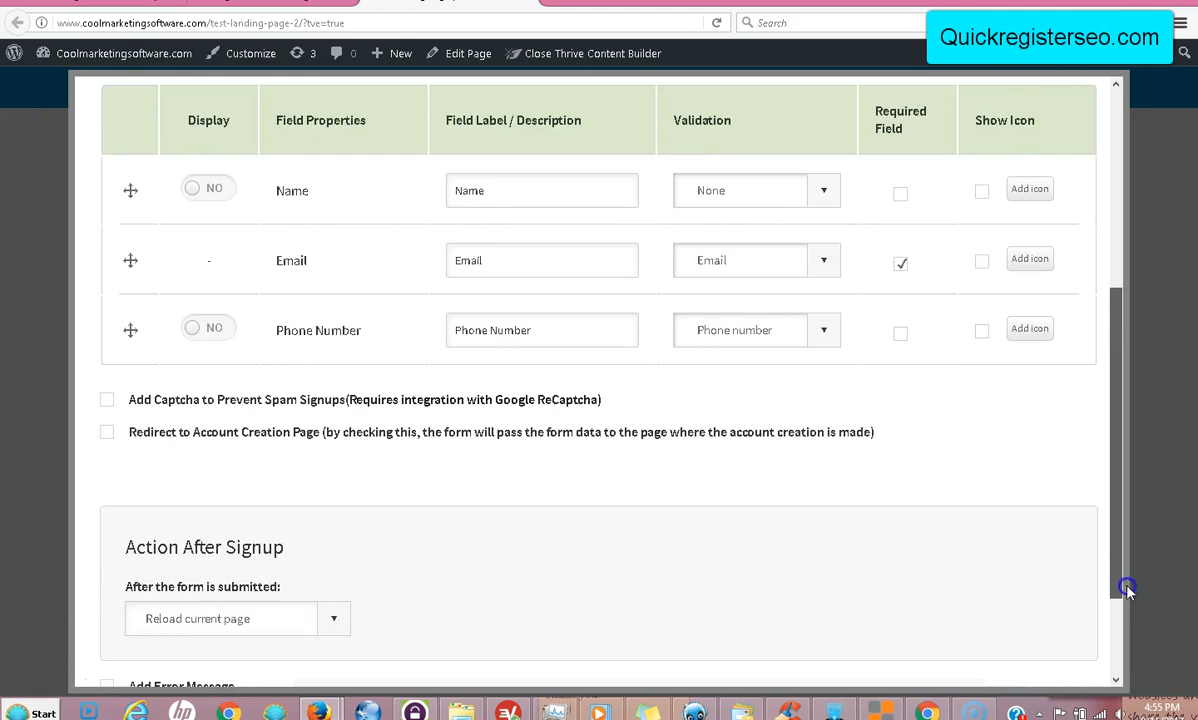 www.coolmarketingsoftware.com/test-landing-page-2/?tve=true
Search
Quickregisterseo.com
Coolmarketingsoftware.com Customize 3 0 New Edit Page Close Thrive Content Builder
Display Field Properties Field Label / Description Validation Required Field Show Icon
NO Name Name None Add icon
- Email Email Email Add icon
NO Phone Number Phone Number Phone number Add icon
Add Captcha to Prevent Spam Signups(Requires integration with Google ReCaptcha)
Redirect to Account Creation Page (by checking this, the form will pass the form data to the page where the account creation is made)
Action After Signup
After the form is submitted:
Reload current page
Add Error Message
Start
4:55 PM